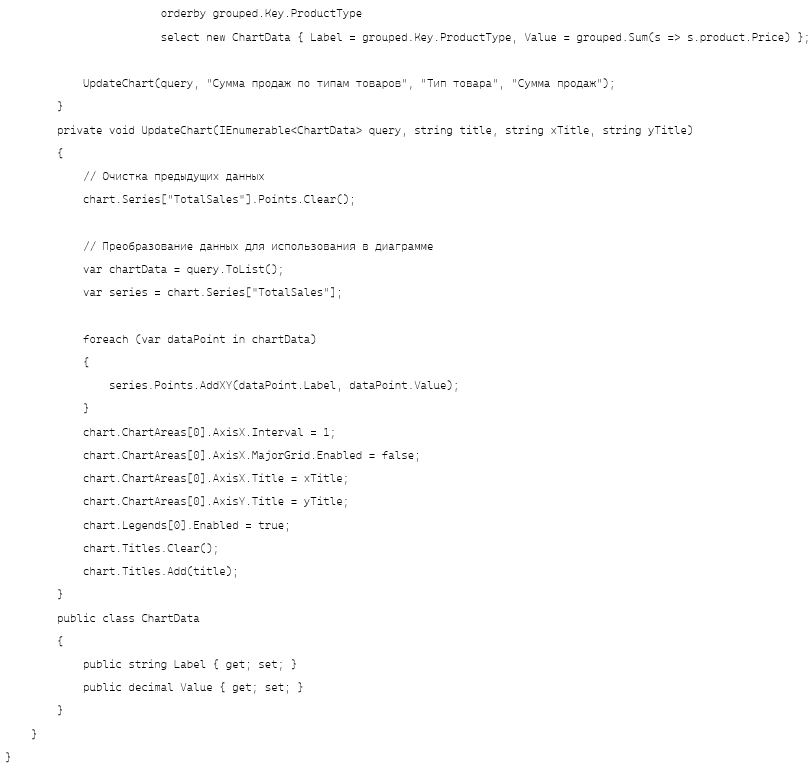 orderby grouped.Key.ProductType
select new ChartData { Label = grouped.Key.ProductType, Value = grouped.Sum(s => s.product.Price) };
UpdateChart(query, "Сумма продаж по типам товаров", "Тип товара", "Сумма продаж");
}
private void UpdateChart(IEnumerable<ChartData> query, string title, string xTitle, string yTitle)
{
// Очистка предыдущих данных
chart.Series["TotalSales"].Points.Clear();
// Преобразование данных для использования в диаграмме
var chartData = query.ToList();
var series = chart.Series["TotalSales"];
foreach (var dataPoint in chartData)
{
series.Points.AddXY(dataPoint.Label, dataPoint.Value);
}
chart.ChartAreas[0].AxisX.Interval = 1;
chart.ChartAreas[0].AxisX.MajorGrid.Enabled = false;
chart.ChartAreas[0].AxisX.Title = xTitle;
chart.ChartAreas[0].AxisY.Title = yTitle;
chart.Legends[0].Enabled = true;
chart.Titles.Clear();
chart.Titles.Add(title);
}
public class ChartData
{
public string Label { get; set; }
public decimal Value { get; set; }
}
}
}